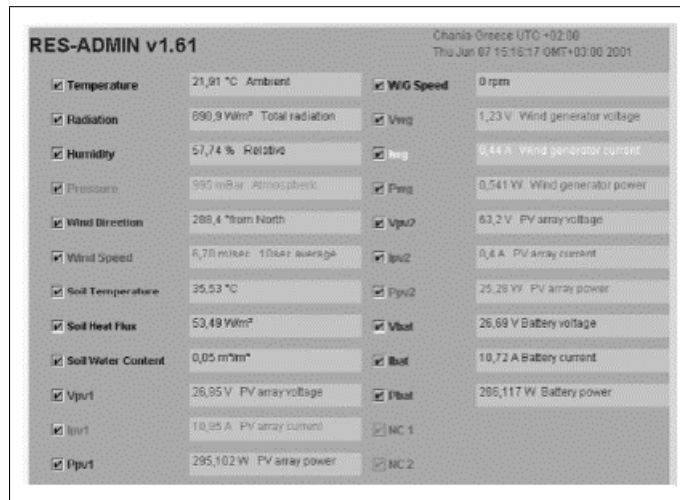 RES-ADMIN v1.61
Chania Greece UTC +02:00
Thu Jun 07 15:16:17 GMT+03:00 2001
Temperature 21,91 °C Ambient
Radiation 890,9 W/m² Total radiation
Humidity 57,74 % Relative
Pressure 995 mBar Atmospheric
Wind Direction 288,4 °from North
Wind Speed 6,70 m/sec 10sec average
Soil Temperature 35,53 °C
Soil Heat Flux 53,49 W/m²
Soil Water Content 0,05
Vpv1 26,95 V PV array voltage
Ipv1 10,95 A PV array current
Ppv1 295,102 W PV array power
W/G Speed 0 rpm
Vwg 1,23 V Wind generator voltage
Iwg 0,44 A Wind generator current
Pwg 0,541 W Wind generator power
Vpv2 63,2 V PV array voltage
Ipv2 0,4 A PV array current
Ppv2 25,28 W PV array power
Vbat 26,69 V Battery voltage
Ibat 10,72 A Battery current
Pbat 286,117 W Battery power
NC 1
NC 2